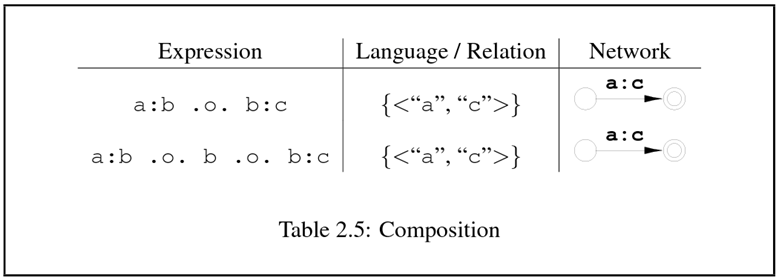 Expression Language / Relation Network
a:b .o. b:c {<“a”, “c”>} a:c
a:b .o. b .o. b:c {<“a”, “c”>} a:c
Table 2.5: Composition